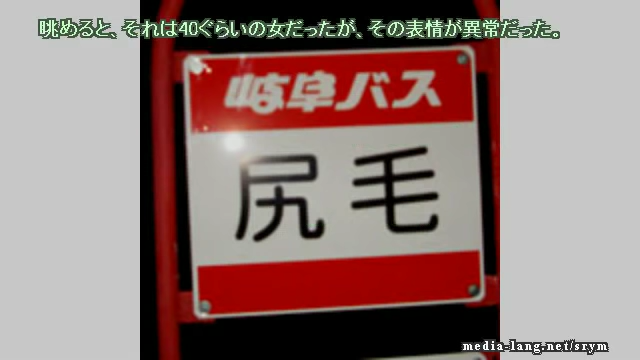 眺めると、それは40ぐらいの女だったが、その表情が異常だった。
岐阜バス
尻毛
media-lang.net/srym